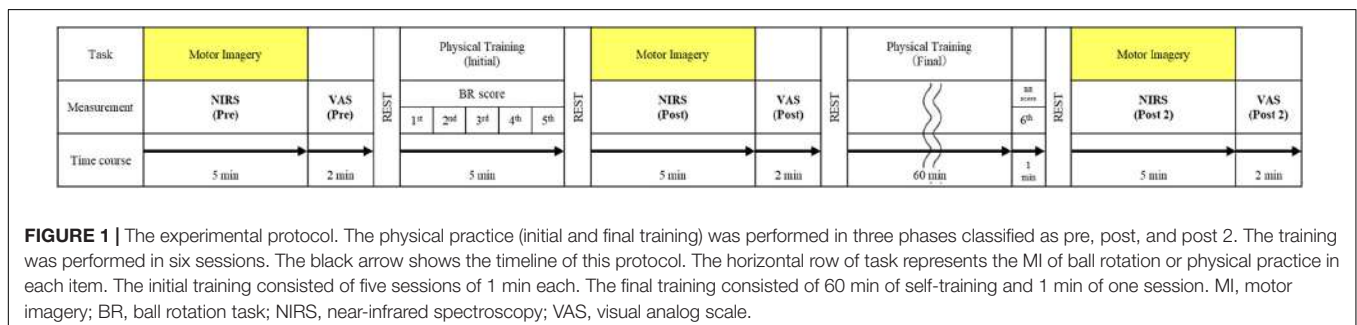 Task Motor Imagery Physical Training (Initial) Motor Imagery Physical Training (Final) Motor Imagery
Measurement NIRS (Pre) VAS (Pre) REST BR score 1st 2nd 3rd 4th 5th REST NIRS (Post) VAS (Post) REST BR score 6th REST NIRS (Post 2) VAS (Post 2)
Time course 5 min 2 min 5 min 5 min 2 min 60 min 1 min 5 min 2 min
FIGURE 1 | The experimental protocol. The physical practice (initial and final training) was performed in three phases classified as pre, post, and post 2. The training
was performed in six sessions. The black arrow shows the timeline of this protocol. The horizontal row of task represents the MI of ball rotation or physical practice in
each item. The initial training consisted of five sessions of 1 min each. The final training consisted of 60 min of self-training and 1 min of one session. MI, motor
imagery; BR, ball rotation task; NIRS, near-infrared spectroscopy; VAS, visual analog scale.